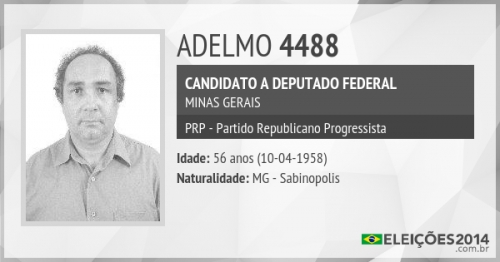 ADELMO 4488
CANDIDATO A DEPUTADO FEDERAL
MINAS GERAIS
PRP - Partido Republicano Progressista
Idade: 56 anos (10-04-1958)
Naturalidade: MG - Sabinopolis
ELEIÇÕES2014
.com.br